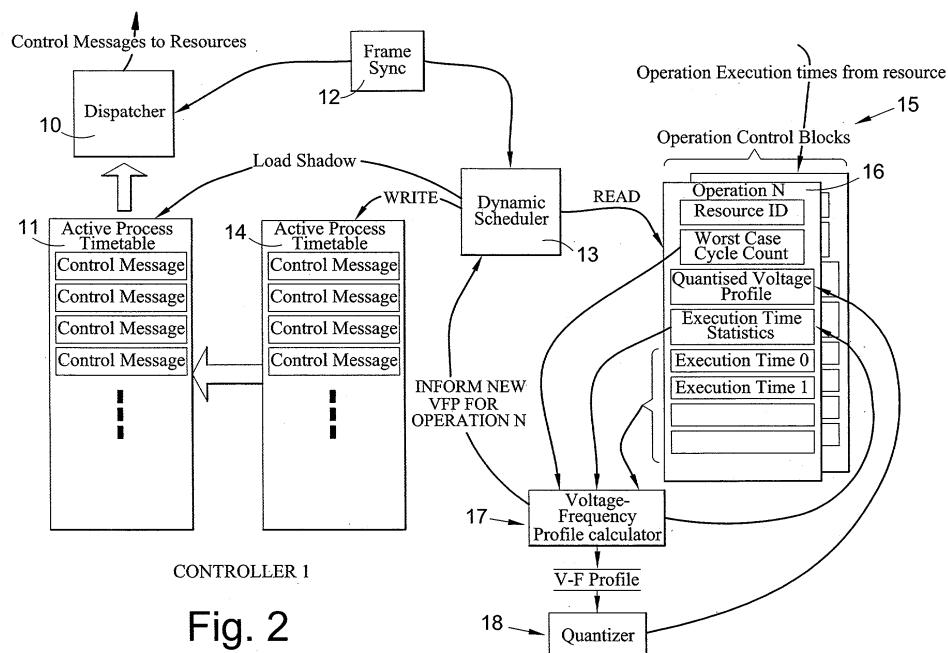 Control Messages to Resources
Frame
Sync
12
Operation Execution times from resource
Dispatcher
10
15
Operation Control Blocks
Load Shadow
WRITE
Dynamic
Scheduler
13
READ
Operation N
16
Resource ID
Worst Case
Cycle Count
Quantised Voltage
Profile
Execution Time
Statistics
Execution Time 0
Execution Time 1
11
Active Process
Timetable
Control Message
Control Message
Control Message
Control Message
14
Active Process
Timetable
Control Message
Control Message
Control Message
Control Message
INFORM NEW
VFP FOR
OPERATION N
17
Voltage-
Frequency
Profile calculator
V-F Profile
18
Quantizer
CONTROLLER 1
Fig. 2